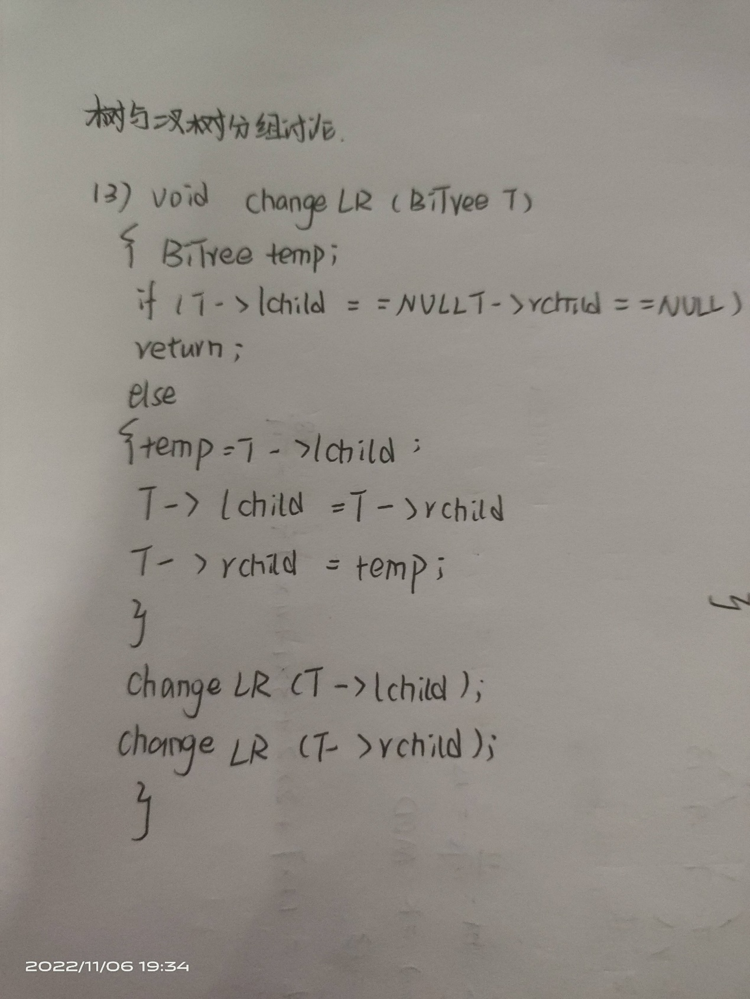 树与二叉树分组讨论.
(3) void changeLR (BiTree T)
{ BiTree temp;
if (T->lchild ==NULLT->rchild ==NULL)
return;
else
{temp=T->lchild;
T->lchild =T->rchild
T->rchild = temp;
}
changeLR (T->lchild);
changeLR (T->rchild);
}
2022/11/06 19:34